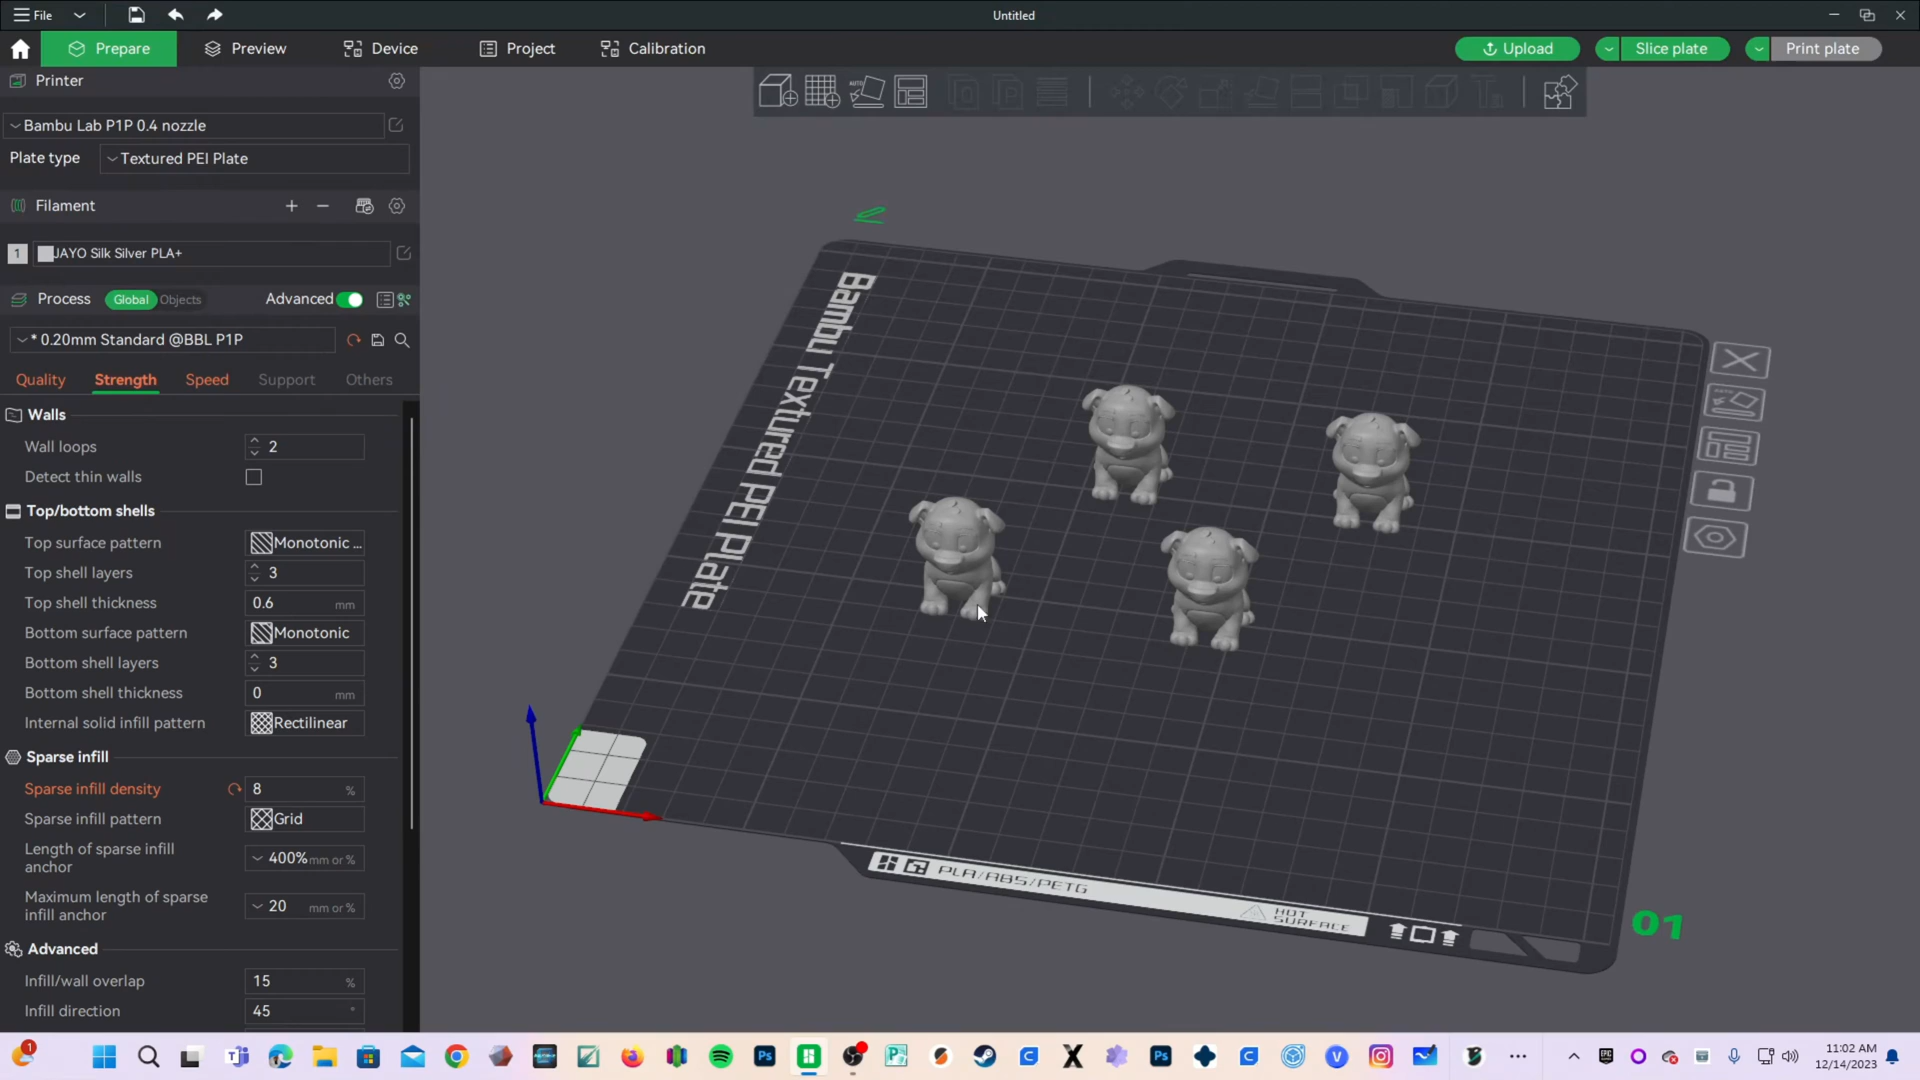 File
Untitled
Prepare Preview Device Project Calibration Upload Slice plate Print plate
Printer
Bambu Lab P1P 0.4 nozzle
Plate type Textured PEI Plate
Filament
1 JAYO Silk Silver PLA+
Process Global Objects Advanced
* 0.20mm Standard @BBL P1P
Quality Strength Speed Support Others
Walls
Wall loops 2
Detect thin walls
Top/bottom shells
Top surface pattern Monotonic ...
Top shell layers 3
Top shell thickness 0.6 mm
Bottom surface pattern Monotonic
Bottom shell layers 3
Bottom shell thickness 0 mm
Internal solid infill pattern Rectilinear
Sparse infill
Sparse infill density 8 %
Sparse infill pattern Grid
Length of sparse infill
anchor 400% mm or %
Maximum length of sparse
infill anchor 20 mm or %
Advanced
Infill/wall overlap 15 %
Infill direction 45 °
AUTO
Bambu Textured PEI Plate
AUTO
PLA/ABS/PETG
HOT
SURFACE
01
1
Ps
Ps
11:02 AM
12/14/2023